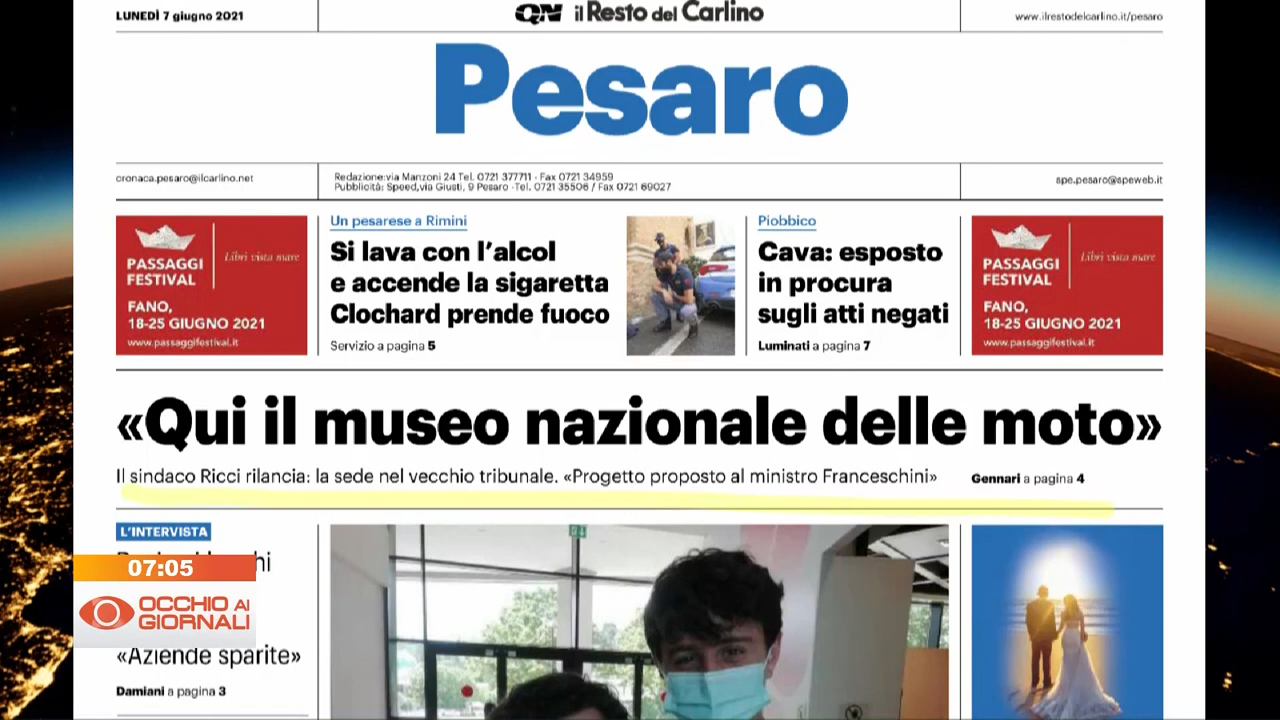 LUNEDÌ 7 giugno 2021
QN il Resto del Carlino
www.ilrestodelcarlino.it/pesaro
Pesaro
cronaca.pesaro@ilcarlino.net
Redazione: via Manzoni 24 Tel. 0721 377711 - Fax 0721 34959
Pubblicità: Speed, via Giusti, 9 Pesaro - Tel. 0721 35506 / Fax 0721 69027
spe.pesaro@speweb.it
PASSAGGI
FESTIVAL
Libri vista mare
FANO,
18-25 GIUGNO 2021
www.passaggifestival.it
Un pesarese a Rimini
Si lava con l'alcol
e accende la sigaretta
Clochard prende fuoco
Servizio a pagina 5
Piobbico
Cava: esposto
in procura
sugli atti negati
Luminati a pagina 7
PASSAGGI
FESTIVAL
Libri vista mare
FANO,
18-25 GIUGNO 2021
www.passaggifestival.it
«Qui il museo nazionale delle moto»
Il sindaco Ricci rilancia: la sede nel vecchio tribunale. «Progetto proposto al ministro Franceschini»
Gennari a pagina 4
L'INTERVISTA
07:05
OCCHIO AI
GIORNALI
«Aziende sparite»
Damiani a pagina 3